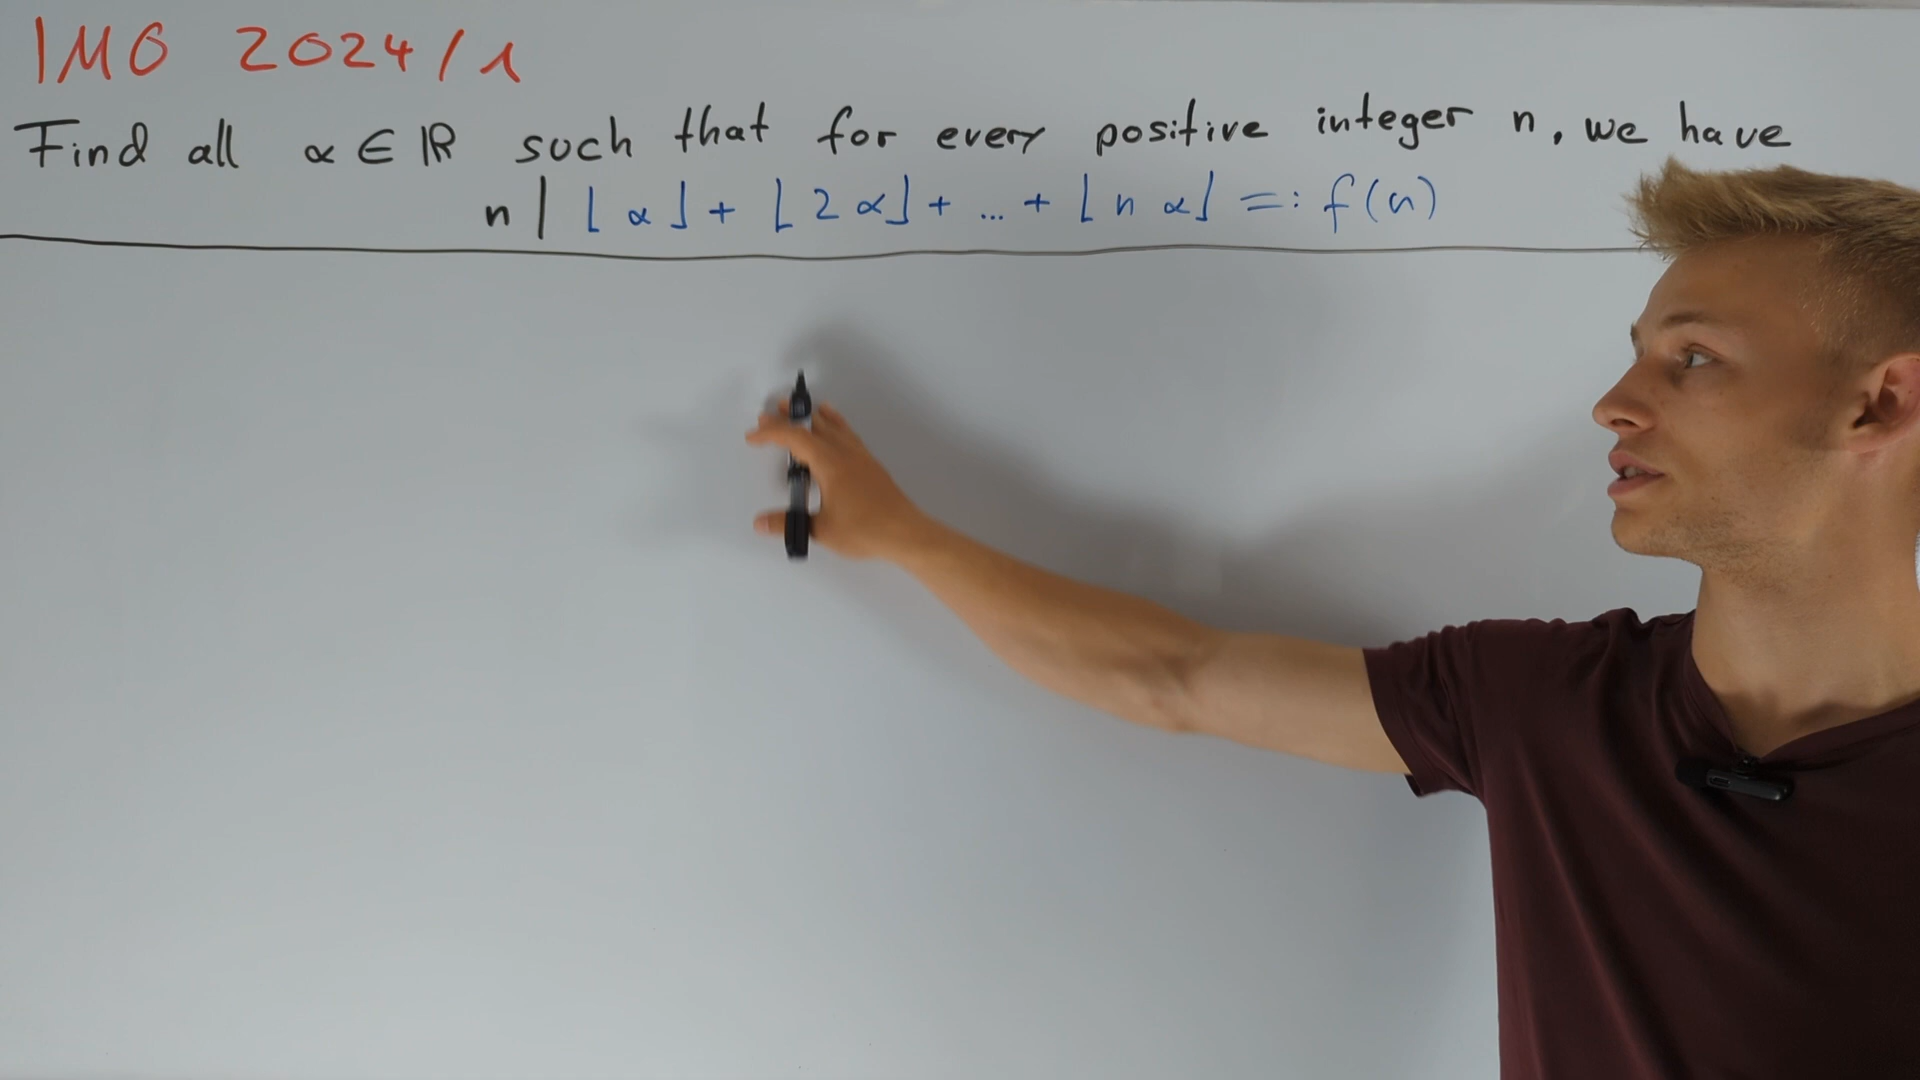 IMO 2024/1
Find all α ∈ ℝ such that for every positive integer n, we have
n | ⌊α⌋ + ⌊2α⌋ + ... + ⌊nα⌋ =: f(n)